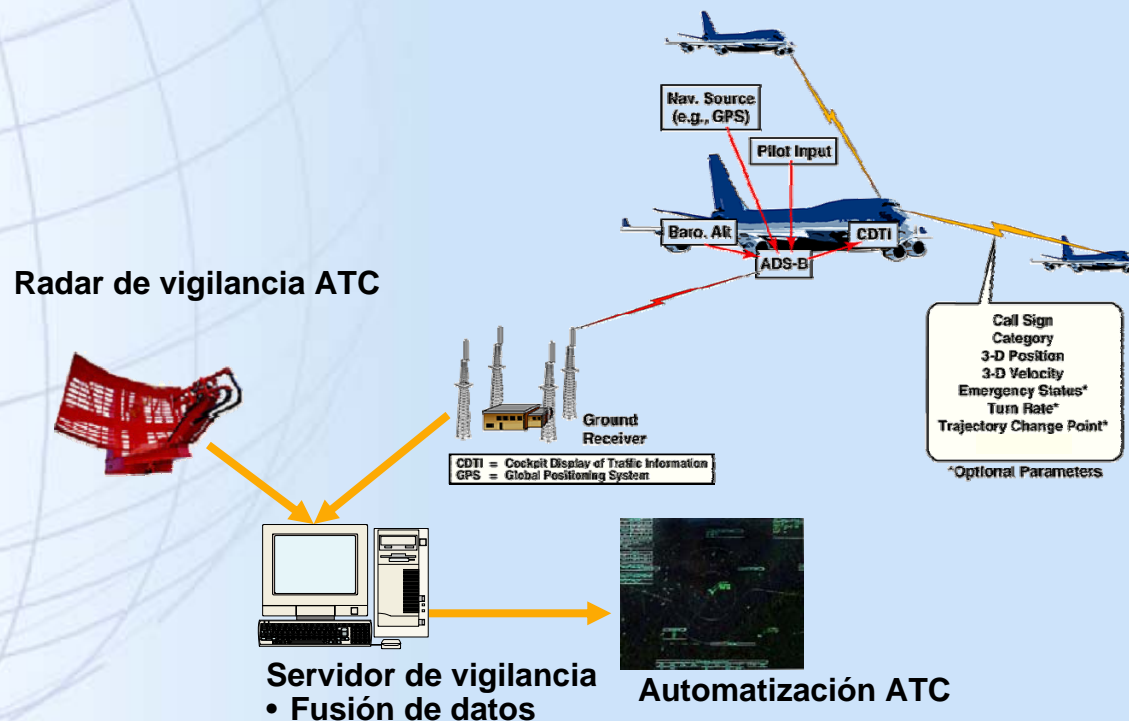 Nav. Source
(e.g., GPS)
Pilot Input
Baro. Alt
CDTI
ADS-B
Radar de vigilancia ATC
Call Sign
Category
3-D Position
3-D Velocity
Emergency Status*
Turn Rate*
Trajectory Change Point*
*Optional Parameters
Ground
Receiver
CDTI = Cockpit Display of Traffic Information
GPS = Global Positioning System
Servidor de vigilancia
• Fusión de datos
Automatización ATC